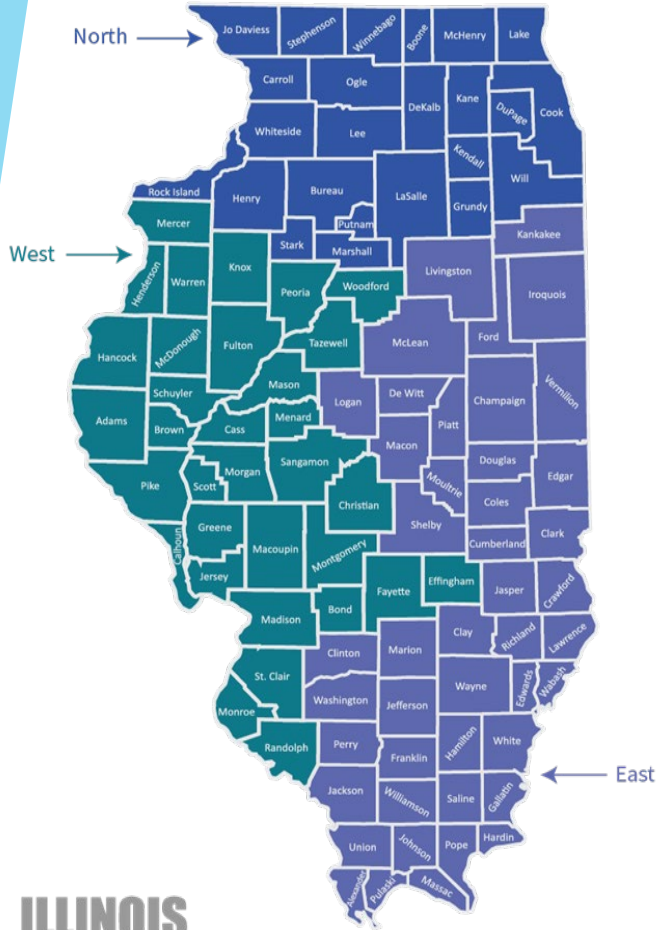 North
Jo Daviess
Stephenson
Winnebago
Boone
McHenry
Lake
Carroll
Ogle
DeKalb
Kane
DuPage
Cook
Whiteside
Lee
Kendall
Will
Rock Island
Henry
Bureau
LaSalle
Grundy
Putnam
Stark
Marshall
Kankakee
West
Mercer
Henderson
Warren
Knox
Peoria
Woodford
Livingston
Iroquois
Hancock
McDonough
Fulton
Tazewell
McLean
Ford
Vermilion
Adams
Schuyler
Mason
Logan
De Witt
Champaign
Brown
Cass
Menard
Macon
Piatt
Pike
Scott
Morgan
Sangamon
Christian
Moultrie
Douglas
Edgar
Coles
Shelby
Calhoun
Greene
Macoupin
Montgomery
Cumberland
Clark
Jersey
Fayette
Effingham
Jasper
Crawford
Madison
Bond
Clinton
Marion
Clay
Richland
Lawrence
St. Clair
Washington
Jefferson
Wayne
Edwards
Wabash
Monroe
Randolph
Perry
Franklin
Hamilton
White
East
Jackson
Williamson
Saline
Gallatin
Union
Johnson
Pope
Hardin
Alexander
Pulaski
Massac
ILLINOIS